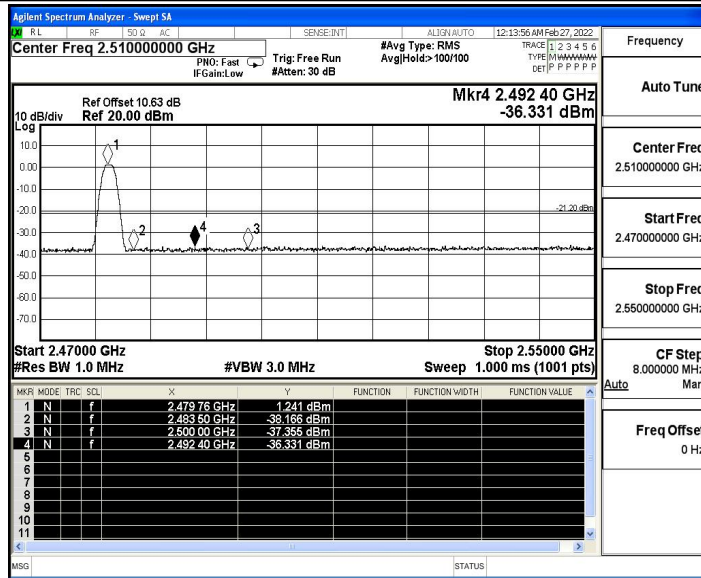 Agilent Spectrum Analyzer - Swept SA
RL RF 50 Ω AC SENSE:INT ALIGN AUTO 12:13:56 AM Feb 27, 2022
Center Freq 2.510000000 GHz
PNO: Fast
IFGain:Low
Trig: Free Run
#Atten: 30 dB
#Avg Type: RMS
Avg|Hold:>100/100
TRACE 1 2 3 4 5 6
TYPE M
DET P P P P P P
Ref Offset 10.63 dB
Ref 20.00 dBm
10 dB/div
Log
Mkr4 2.492 40 GHz
-36.331 dBm
10.0
0.00
-10.0
-20.0
-30.0
-40.0
-50.0
-60.0
-70.0
1
2
4
3
-21.20 dBm
Start 2.47000 GHz Stop 2.55000 GHz
#Res BW 1.0 MHz #VBW 3.0 MHz Sweep 1.000 ms (1001 pts)
MKR MODE TRC SCL X Y FUNCTION FUNCTION WIDTH FUNCTION VALUE
1 N f 2.479 76 GHz 1.241 dBm
2 N f 2.483 50 GHz -38.166 dBm
3 N f 2.500 00 GHz -37.355 dBm
4 N f 2.492 40 GHz -36.331 dBm
5
6
7
8
9
10
11
MSG STATUS
Frequency
Auto Tune
Center Freq
2.510000000 GHz
Start Freq
2.470000000 GHz
Stop Freq
2.550000000 GHz
CF Step
8.000000 MHz
Auto Man
Freq Offset
0 Hz